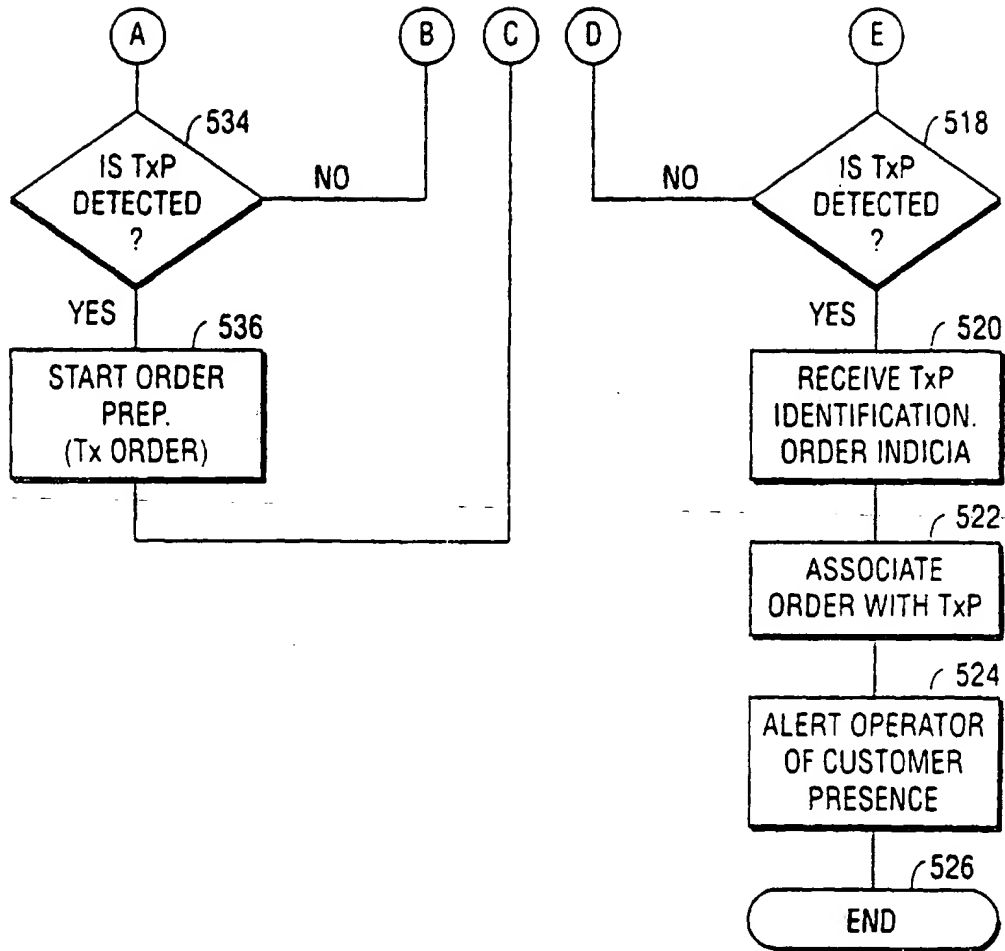 A
B
C
D
E
534
IS TxP
DETECTED
?
NO
YES
536
START ORDER
PREP.
(Tx ORDER)
518
IS TxP
DETECTED
?
NO
YES
520
RECEIVE TxP
IDENTIFICATION.
ORDER INDICIA
522
ASSOCIATE
ORDER WITH TxP
524
ALERT OPERATOR
OF CUSTOMER
PRESENCE
526
END